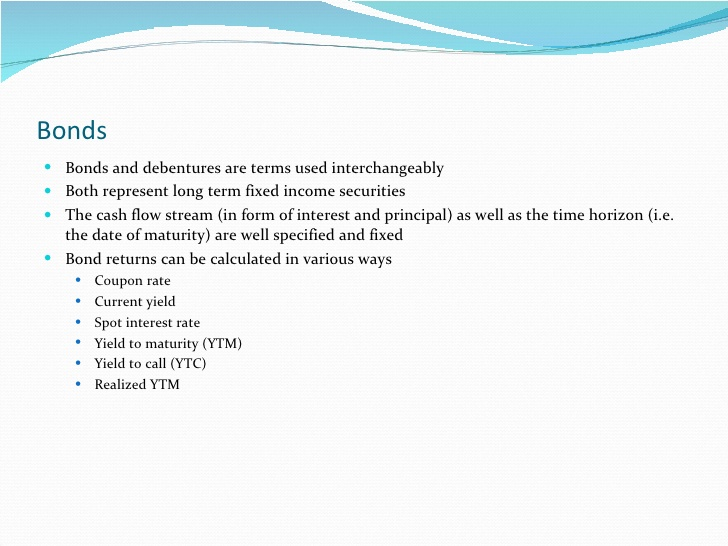 Bonds
• Bonds and debentures are terms used interchangeably
• Both represent long term fixed income securities
• The cash flow stream (in form of interest and principal) as well as the time horizon (i.e.
the date of maturity) are well specified and fixed
• Bond returns can be calculated in various ways
• Coupon rate
• Current yield
• Spot interest rate
• Yield to maturity (YTM)
• Yield to call (YTC)
• Realized YTM